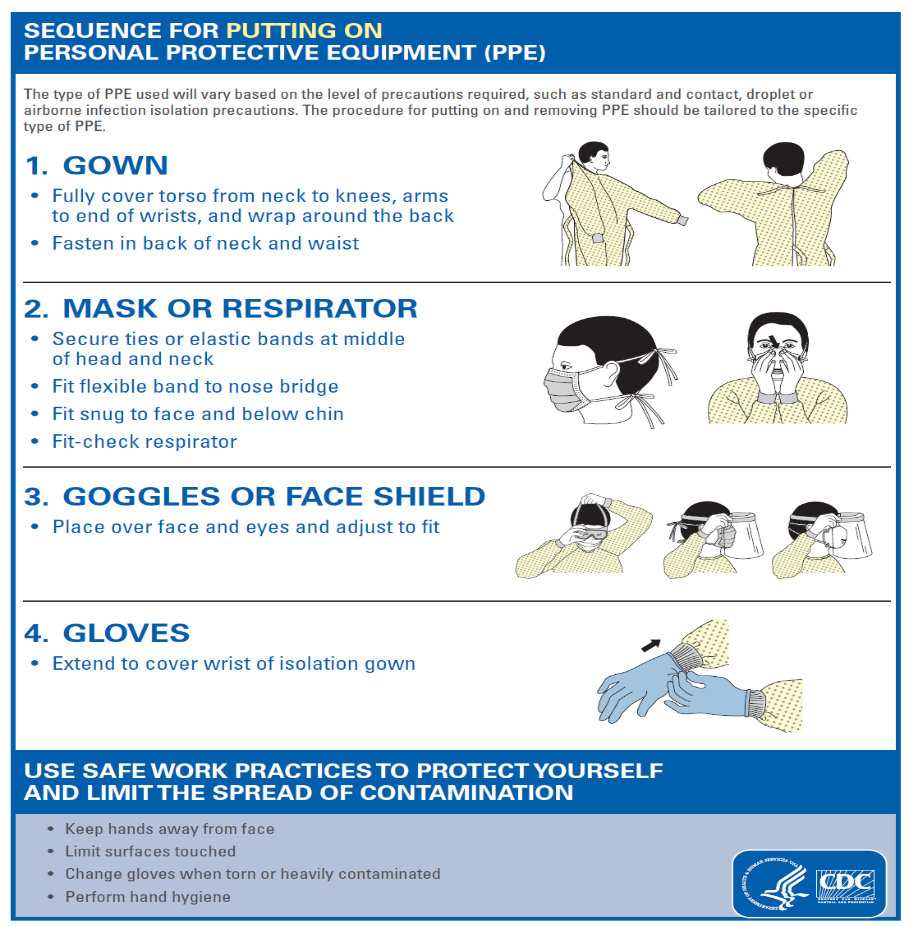 SEQUENCE FOR PUTTING ON
PERSONAL PROTECTIVE EQUIPMENT (PPE)
The type of PPE used will vary based on the level of precautions required, such as standard and contact, droplet or
airborne infection isolation precautions. The procedure for putting on and removing PPE should be tailored to the specific
type of PPE.
1. GOWN
• Fully cover torso from neck to knees, arms
to end of wrists, and wrap around the back
• Fasten in back of neck and waist
2. MASK OR RESPIRATOR
• Secure ties or elastic bands at middle
of head and neck
• Fit flexible band to nose bridge
• Fit snug to face and below chin
• Fit-check respirator
3. GOGGLES OR FACE SHIELD
• Place over face and eyes and adjust to fit
4. GLOVES
• Extend to cover wrist of isolation gown
USE SAFE WORK PRACTICES TO PROTECT YOURSELF
AND LIMIT THE SPREAD OF CONTAMINATION
• Keep hands away from face
• Limit surfaces touched
• Change gloves when torn or heavily contaminated
• Perform hand hygiene
DEPARTMENT OF HEALTH & HUMAN SERVICES USA
CDC